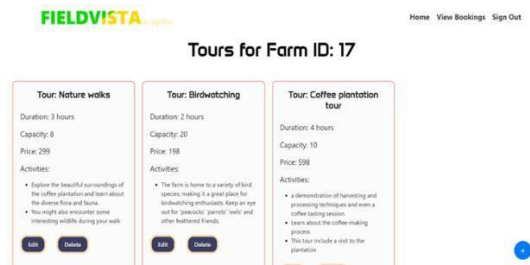 FIELDVISTA
Home View Bookings Sign Out
Tours for Farm ID: 17
Tour: Nature walks
Duration: 3 hours
Capacity: 8
Price: 299
Activities:
• Explore the beautiful surroundings of
the coffee plantation and learn about
the diverse flora and fauna.
• You might also encounter some
interesting wildlife during your walk
Edit Delete
Tour: Birdwatching
Duration: 2 hours
Capacity: 20
Price: 198
Activities:
• The farm is home to a variety of bird
species, making it a great place for
birdwatching enthusiasts. Keep an eye
out for 'peacocks' 'parrots' 'owls' and
other feathered friends.
Edit Delete
Tour: Coffee plantation
tour
Duration: 4 hours
Capacity: 10
Price: 598
Activities:
• a demonstration of harvesting and
processing techniques and even a
coffee tasting session.
• Learn about the coffee-making
process
• This tour include a visit to the
plantation